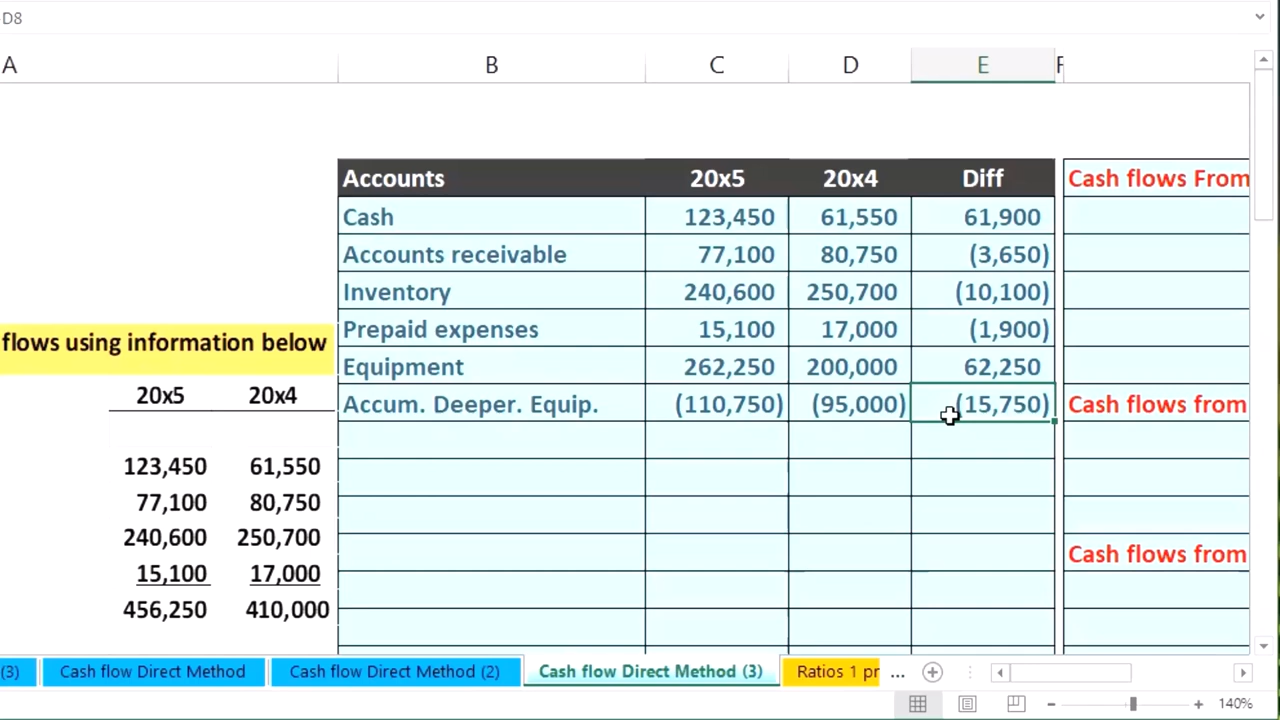 D8
A B C D E F
Accounts 20x5 20x4 Diff Cash flows From
Cash 123,450 61,550 61,900
Accounts receivable 77,100 80,750 (3,650)
Inventory 240,600 250,700 (10,100)
Prepaid expenses 15,100 17,000 (1,900)
flows using information below
Equipment 262,250 200,000 62,250
20x5 20x4
Accum. Deeper. Equip. (110,750) (95,000) (15,750) Cash flows from
123,450 61,550
77,100 80,750
240,600 250,700
Cash flows from
15,100 17,000
456,250 410,000
(3) Cash flow Direct Method Cash flow Direct Method (2) Cash flow Direct Method (3) Ratios 1 pr ...
140%